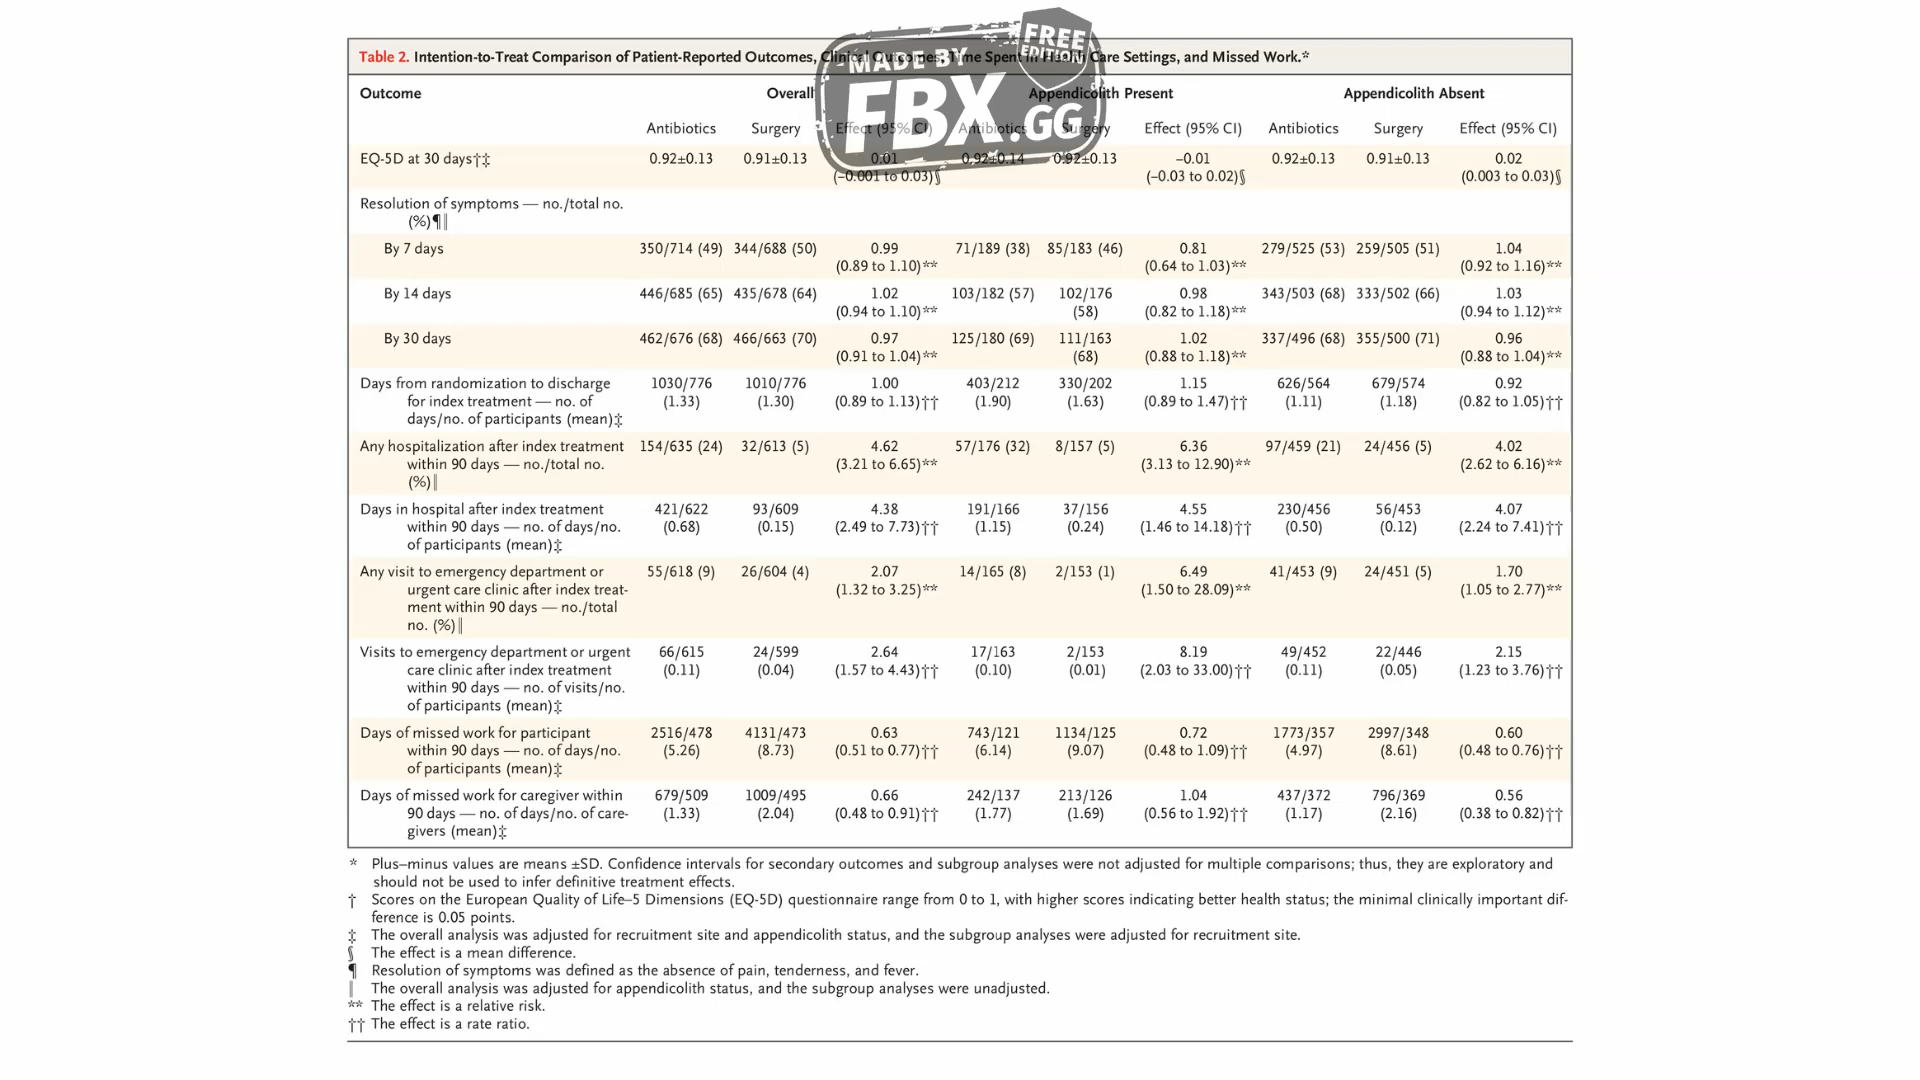 Table 2. Intention-to-Treat Comparison of Patient-Reported Outcomes, Clinical Outcomes, Time Spent in Health Care Settings, and Missed Work.*
MADE BY
FBX.GG
FREE
EDITION
Outcome Overall Appendicolith Present Appendicolith Absent
Antibiotics Surgery Effect (95% CI) Antibiotics Surgery Effect (95% CI) Antibiotics Surgery Effect (95% CI)
EQ-5D at 30 days†‡ 0.92±0.13 0.91±0.13 0.01 0.92±0.14 0.92±0.13 –0.01 0.92±0.13 0.91±0.13 0.02
(–0.001 to 0.03)§ (–0.03 to 0.02)§ (0.003 to 0.03)§
Resolution of symptoms — no./total no.
(%)¶‖
By 7 days 350/714 (49) 344/688 (50) 0.99 71/189 (38) 85/183 (46) 0.81 279/525 (53) 259/505 (51) 1.04
(0.89 to 1.10)** (0.64 to 1.03)** (0.92 to 1.16)**
By 14 days 446/685 (65) 435/678 (64) 1.02 103/182 (57) 102/176 0.98 343/503 (68) 333/502 (66) 1.03
(0.94 to 1.10)** (58) (0.82 to 1.18)** (0.94 to 1.12)**
By 30 days 462/676 (68) 466/663 (70) 0.97 125/180 (69) 111/163 1.02 337/496 (68) 355/500 (71) 0.96
(0.91 to 1.04)** (68) (0.88 to 1.18)** (0.88 to 1.04)**
Days from randomization to discharge 1030/776 1010/776 1.00 403/212 330/202 1.15 626/564 679/574 0.92
for index treatment — no. of (1.33) (1.30) (0.89 to 1.13)†† (1.90) (1.63) (0.89 to 1.47)†† (1.11) (1.18) (0.82 to 1.05)††
days/no. of participants (mean)‡
Any hospitalization after index treatment 154/635 (24) 32/613 (5) 4.62 57/176 (32) 8/157 (5) 6.36 97/459 (21) 24/456 (5) 4.02
within 90 days — no./total no. (3.21 to 6.65)** (3.13 to 12.90)** (2.62 to 6.16)**
(%)‖
Days in hospital after index treatment 421/622 93/609 4.38 191/166 37/156 4.55 230/456 56/453 4.07
within 90 days — no. of days/no. (0.68) (0.15) (2.49 to 7.73)†† (1.15) (0.24) (1.46 to 14.18)†† (0.50) (0.12) (2.24 to 7.41)††
of participants (mean)‡
Any visit to emergency department or 55/618 (9) 26/604 (4) 2.07 14/165 (8) 2/153 (1) 6.49 41/453 (9) 24/451 (5) 1.70
urgent care clinic after index treat- (1.32 to 3.25)** (1.50 to 28.09)** (1.05 to 2.77)**
ment within 90 days — no./total
no. (%)‖
Visits to emergency department or urgent 66/615 24/599 2.64 17/163 2/153 8.19 49/452 22/446 2.15
care clinic after index treatment (0.11) (0.04) (1.57 to 4.43)†† (0.10) (0.01) (2.03 to 33.00)†† (0.11) (0.05) (1.23 to 3.76)††
within 90 days — no. of visits/no.
of participants (mean)‡
Days of missed work for participant 2516/478 4131/473 0.63 743/121 1134/125 0.72 1773/357 2997/348 0.60
within 90 days — no. of days/no. (5.26) (8.73) (0.51 to 0.77)†† (6.14) (9.07) (0.48 to 1.09)†† (4.97) (8.61) (0.48 to 0.76)††
of participants (mean)‡
Days of missed work for caregiver within 679/509 1009/495 0.66 242/137 213/126 1.04 437/372 796/369 0.56
90 days — no. of days/no. of care- (1.33) (2.04) (0.48 to 0.91)†† (1.77) (1.69) (0.56 to 1.92)†† (1.17) (2.16) (0.38 to 0.82)††
givers (mean)‡
* Plus–minus values are means ±SD. Confidence intervals for secondary outcomes and subgroup analyses were not adjusted for multiple comparisons; thus, they are exploratory and
should not be used to infer definitive treatment effects.
† Scores on the European Quality of Life–5 Dimensions (EQ-5D) questionnaire range from 0 to 1, with higher scores indicating better health status; the minimal clinically important dif-
ference is 0.05 points.
‡ The overall analysis was adjusted for recruitment site and appendicolith status, and the subgroup analyses were adjusted for recruitment site.
§ The effect is a mean difference.
¶ Resolution of symptoms was defined as the absence of pain, tenderness, and fever.
‖ The overall analysis was adjusted for appendicolith status, and the subgroup analyses were unadjusted.
** The effect is a relative risk.
†† The effect is a rate ratio.